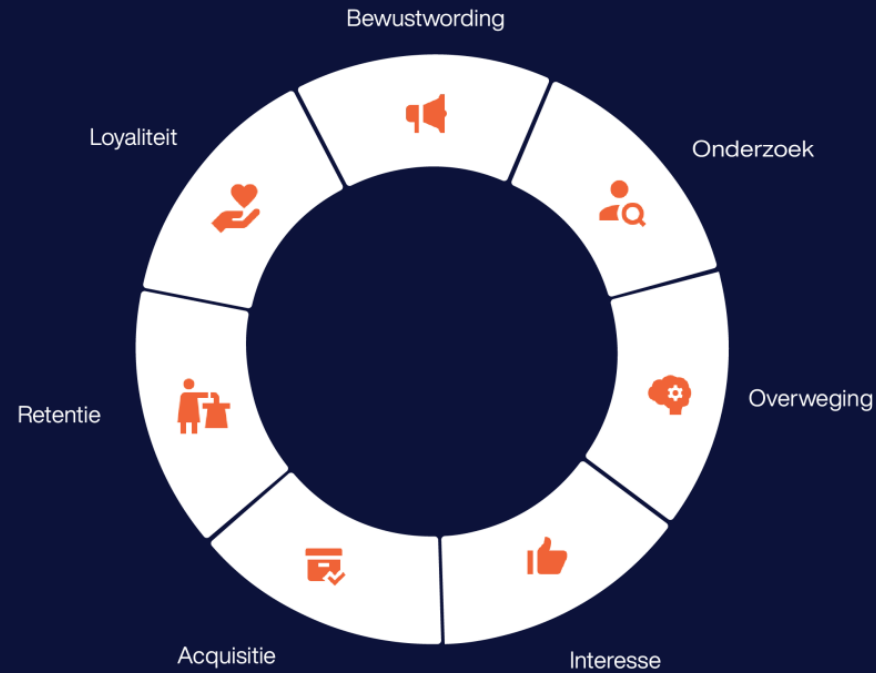 Bewustwording
Onderzoek
Overweging
Interesse
Acquisitie
Retentie
Loyaliteit